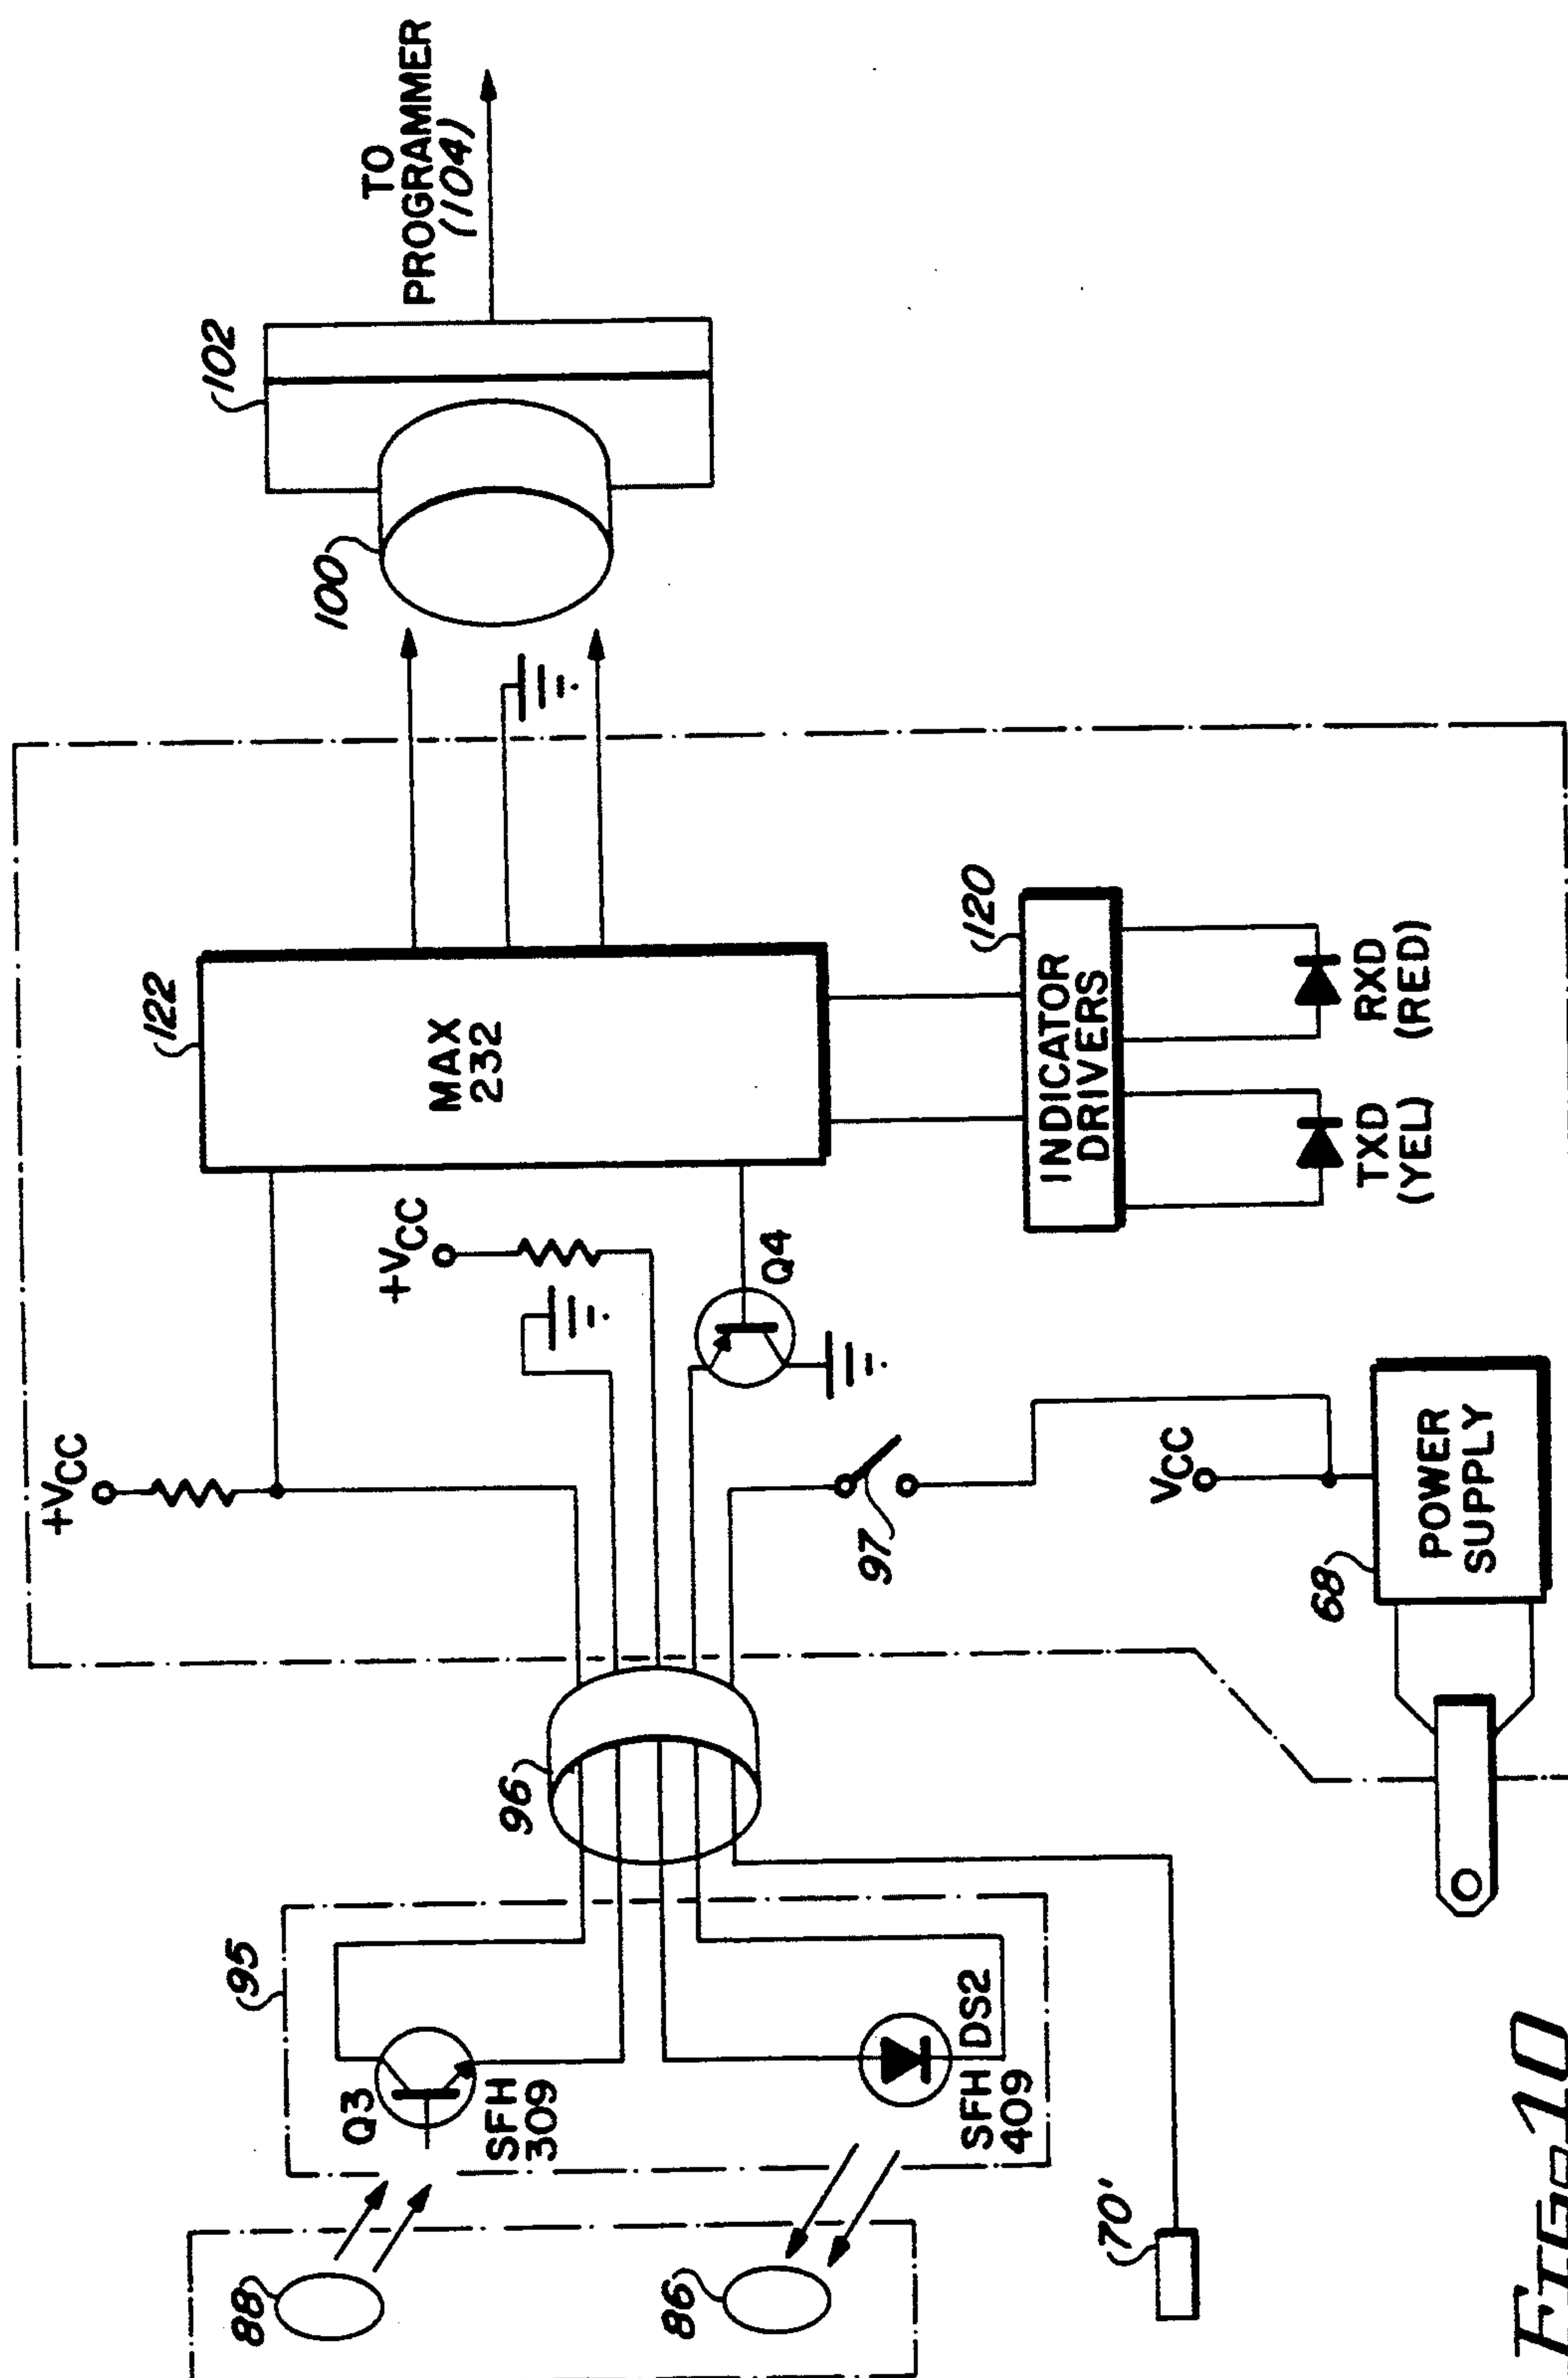 88
86
70'
95
Q3
SFH
309
SFH DS2
409
96
+VCC
+VCC
Q4
97
VCC
68
POWER
SUPPLY
122
MAX
232
120
INDICATOR
DRIVERS
TXD
(YEL)
RXD
(RED)
100
102
TO
PROGRAMMER
(104)
FIG-10